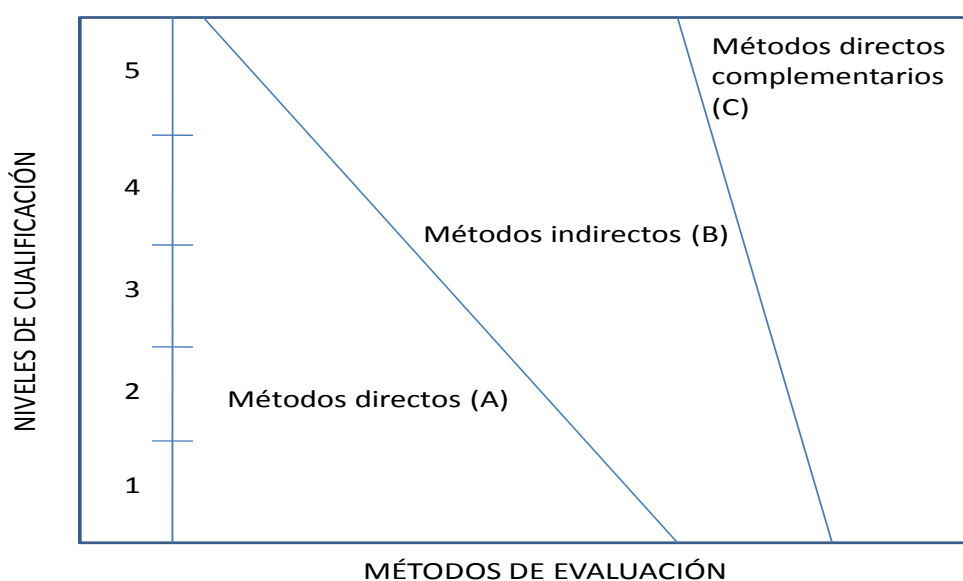 Métodos directos
complementarios
(C)
5
4
Métodos indirectos (B)
3
2
Métodos directos (A)
1
NIVELES DE CUALIFICACIÓN
MÉTODOS DE EVALUACIÓN